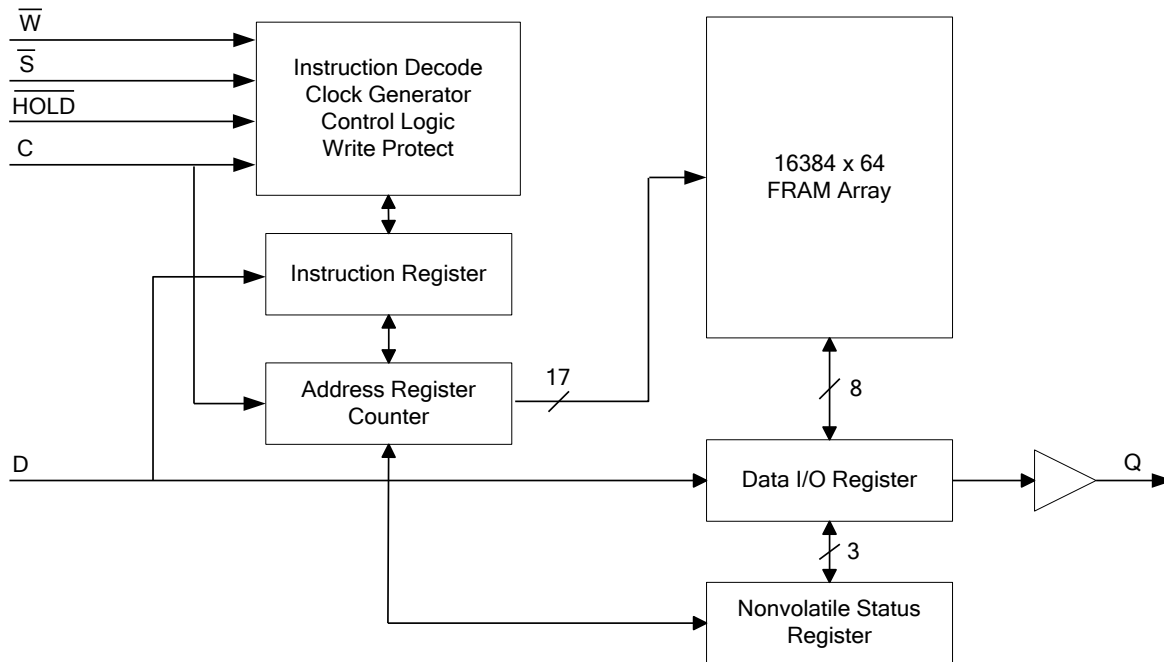 W
S
HOLD
C
Instruction Decode
Clock Generator
Control Logic
Write Protect
16384 x 64
FRAM Array
Instruction Register
Address Register
Counter
17
8
D
Data I/O Register
Q
3
Nonvolatile Status
Register